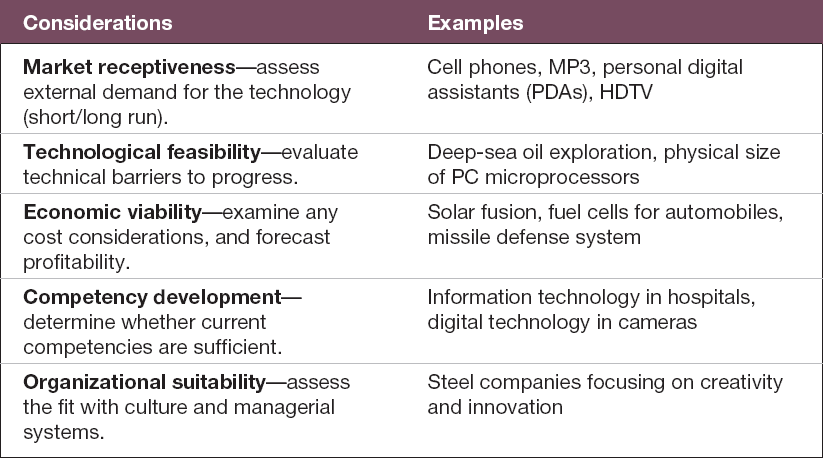 Considerations
Examples
Market receptiveness—assess
external demand for the technology
(short/long run).
Cell phones, MP3, personal digital
assistants (PDAs), HDTV
Technological feasibility—evaluate
technical barriers to progress.
Deep-sea oil exploration, physical size
of PC microprocessors
Economic viability—examine any
cost considerations, and forecast
profitability.
Solar fusion, fuel cells for automobiles,
missile defense system
Competency development—
determine whether current
competencies are sufficient.
Information technology in hospitals,
digital technology in cameras
Organizational suitability—assess
the fit with culture and managerial
systems.
Steel companies focusing on creativity
and innovation